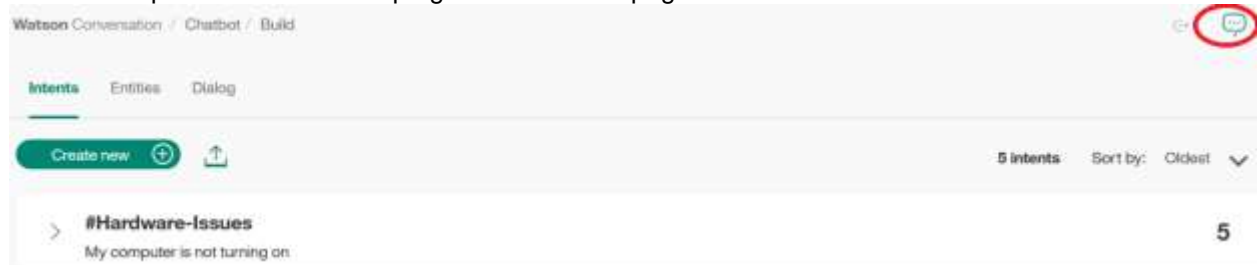 Watson Conversation / Chatbot / Build
Intents Entities Dialog
Create new
5 intents Sort by: Oldest
#Hardware-Issues
5
My computer is not turning on